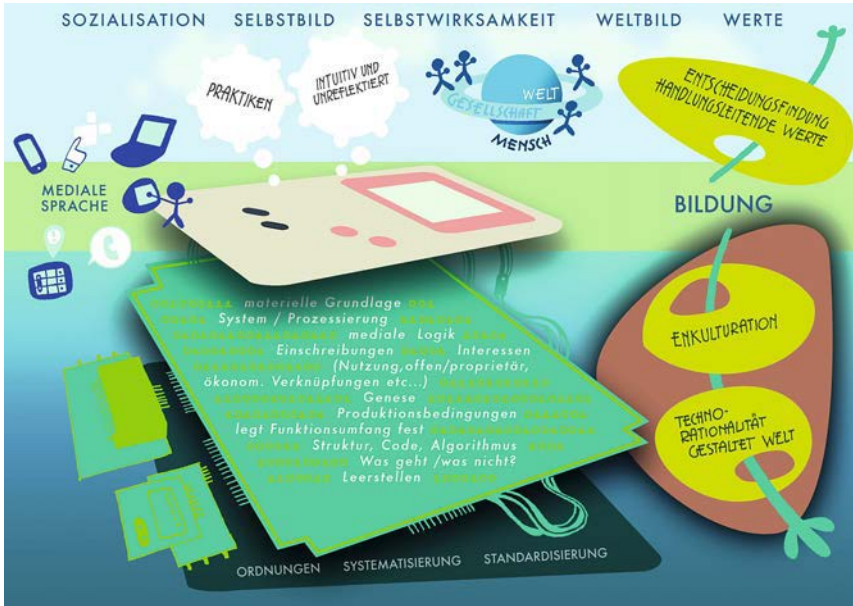 SOZIALISATION SELBSTBILD SELBSTWIRKSAMKEIT WELTBILD WERTE
PRAKTIKEN
INTUITIV UND
UNREFLEKTIERT
WELT
GESELLSCHAFT
MENSCH
ENTSCHEIDUNGSFINDUNG
HANDLUNGSLEITENDE WERTE
MEDIALE
SPRACHE
BILDUNG
materielle Grundlage
System / Prozessierung
mediale Logik
Einschreibungen Interessen
(Nutzung,offen/proprietär,
ökonom. Verknüpfungen etc...)
Genese
Produktionsbedingungen
legt Funktionsumfang fest
Struktur, Code, Algorithmus
Was geht /was nicht?
Leerstellen
ENKULTURATION
TECHNO-
RATIONALITÄT
GESTALTET WELT
ORDNUNGEN SYSTEMATISIERUNG STANDARDISIERUNG